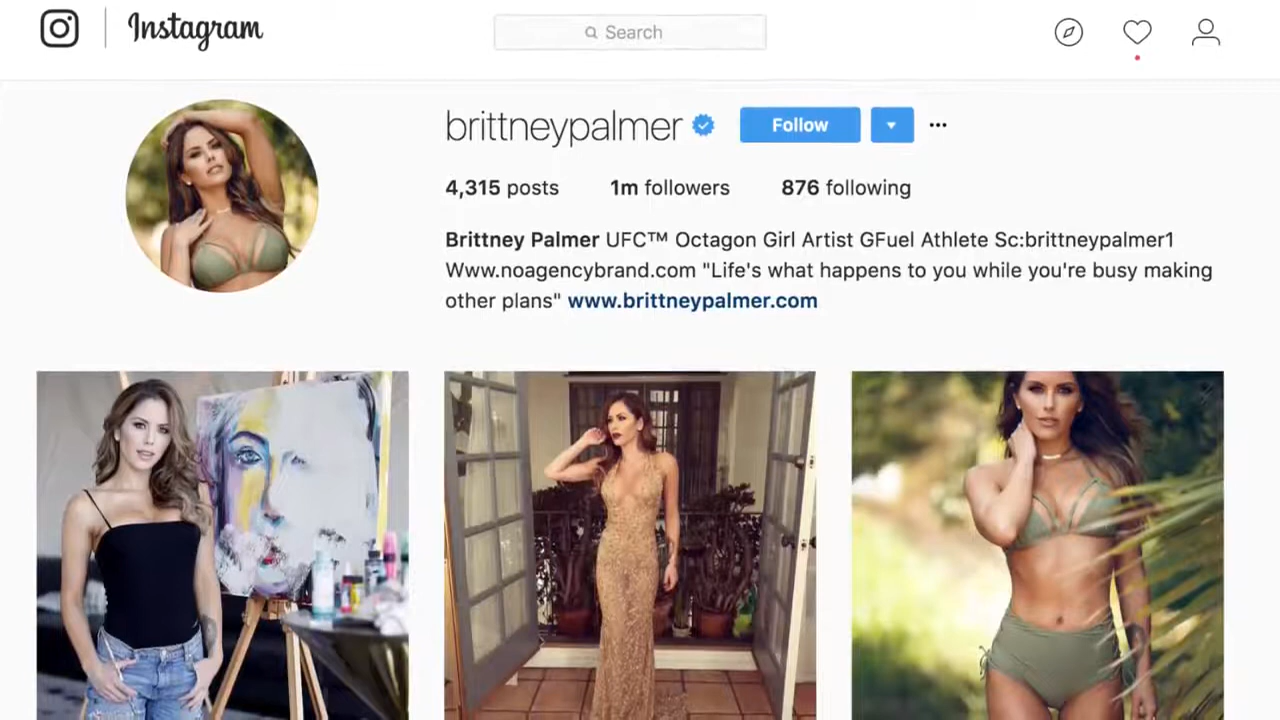 Instagram
Search
brittneypalmer
Follow
4,315 posts 1m followers 876 following
Brittney Palmer UFC™ Octagon Girl Artist GFuel Athlete Sc:brittneypalmer1
Www.noagencybrand.com "Life's what happens to you while you're busy making
other plans" www.brittneypalmer.com